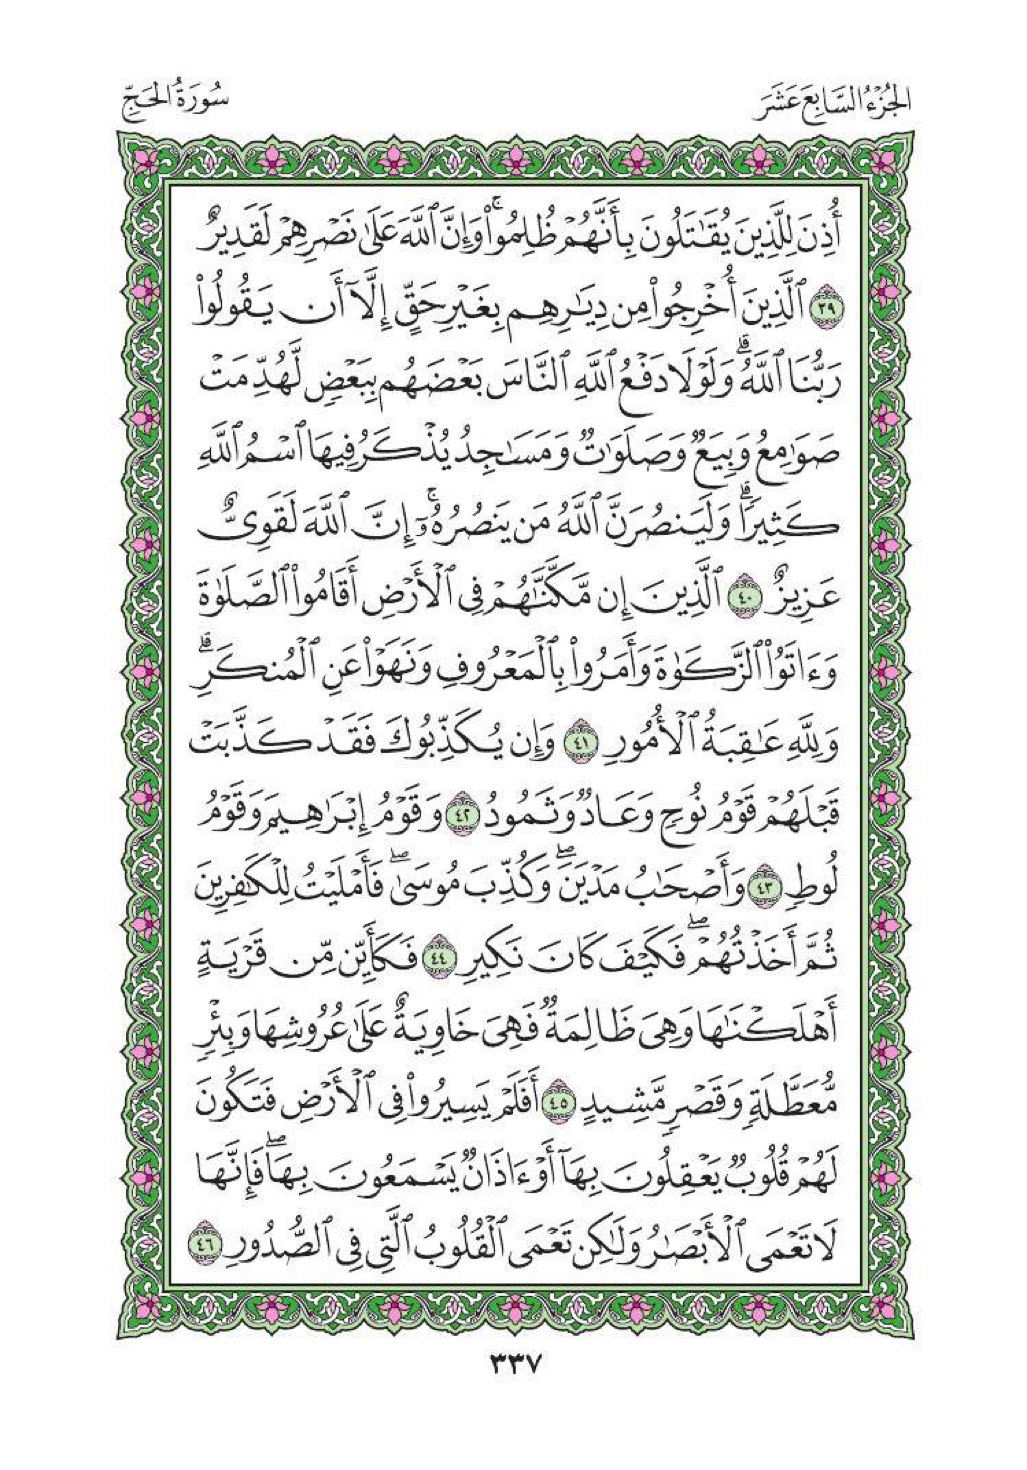 الجُزْءُ السَّابِعَ عَشَرَ
سُورَةُ الحَجِّ
أُذِنَ لِلَّذِينَ يُقَٰتَلُونَ بِأَنَّهُمْ ظُلِمُوا۟ ۚ وَإِنَّ ٱللَّهَ عَلَىٰ نَصْرِهِمْ لَقَدِيرٌ
٣٩ ٱلَّذِينَ أُخْرِجُوا۟ مِن دِيَٰرِهِم بِغَيْرِ حَقٍّ إِلَّآ أَن يَقُولُوا۟
رَبُّنَا ٱللَّهُ ۗ وَلَوْلَا دَفْعُ ٱللَّهِ ٱلنَّاسَ بَعْضَهُم بِبَعْضٍ لَّهُدِّمَتْ
صَوَٰمِعُ وَبِيَعٌ وَصَلَوَٰتٌ وَمَسَٰجِدُ يُذْكَرُ فِيهَا ٱسْمُ ٱللَّهِ
كَثِيرًا ۗ وَلَيَنصُرَنَّ ٱللَّهُ مَن يَنصُرُهُۥٓ ۚ إِنَّ ٱللَّهَ لَقَوِىٌّ
عَزِيزٌ ٤٠ ٱلَّذِينَ إِن مَّكَّنَّٰهُمْ فِى ٱلْأَرْضِ أَقَامُوا۟ ٱلصَّلَوٰةَ
وَءَاتَوُا۟ ٱلزَّكَوٰةَ وَأَمَرُوا۟ بِٱلْمَعْرُوفِ وَنَهَوْا۟ عَنِ ٱلْمُنكَرِ ۗ
وَلِلَّهِ عَٰقِبَةُ ٱلْأُمُورِ ٤١ وَإِن يُكَذِّبُوكَ فَقَدْ كَذَّبَتْ
قَبْلَهُمْ قَوْمُ نُوحٍ وَعَادٌ وَثَمُودُ ٤٢ وَقَوْمُ إِبْرَٰهِيمَ وَقَوْمُ
لُوطٍ ٤٣ وَأَصْحَٰبُ مَدْيَنَ ۖ وَكُذِّبَ مُوسَىٰ ۖ فَأَمْلَيْتُ لِلْكَٰفِرِينَ
ثُمَّ أَخَذْتُهُمْ ۖ فَكَيْفَ كَانَ نَكِيرِ ٤٤ فَكَأَيِّن مِّن قَرْيَةٍ
أَهْلَكْنَٰهَا وَهِىَ ظَالِمَةٌ فَهِىَ خَاوِيَةٌ عَلَىٰ عُرُوشِهَا وَبِئْرٍ
مُّعَطَّلَةٍ وَقَصْرٍ مَّشِيدٍ ٤٥ أَفَلَمْ يَسِيرُوا۟ فِى ٱلْأَرْضِ فَتَكُونَ
لَهُمْ قُلُوبٌ يَعْقِلُونَ بِهَآ أَوْ ءَاذَانٌ يَسْمَعُونَ بِهَا ۖ فَإِنَّهَا
لَا تَعْمَى ٱلْأَبْصَٰرُ وَلَٰكِن تَعْمَى ٱلْقُلُوبُ ٱلَّتِى فِى ٱلصُّدُورِ ٤٦
٣٣٧